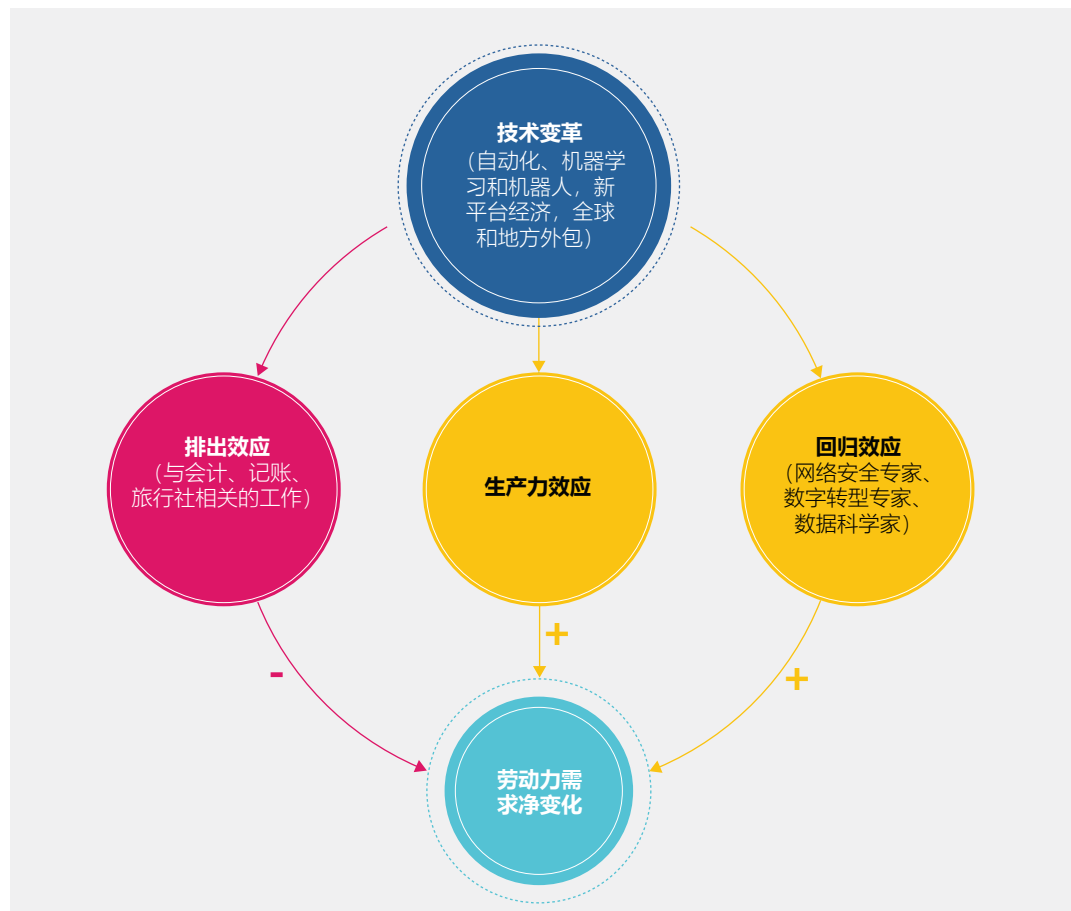 技术变革
（自动化、机器学
习和机器人，新
平台经济，全球
和地方外包）
排出效应
（与会计、记账、
旅行社相关的工作）
生产力效应
回归效应
（网络安全专家、
数字转型专家、
数据科学家）
-
+
+
劳动力需
求净变化